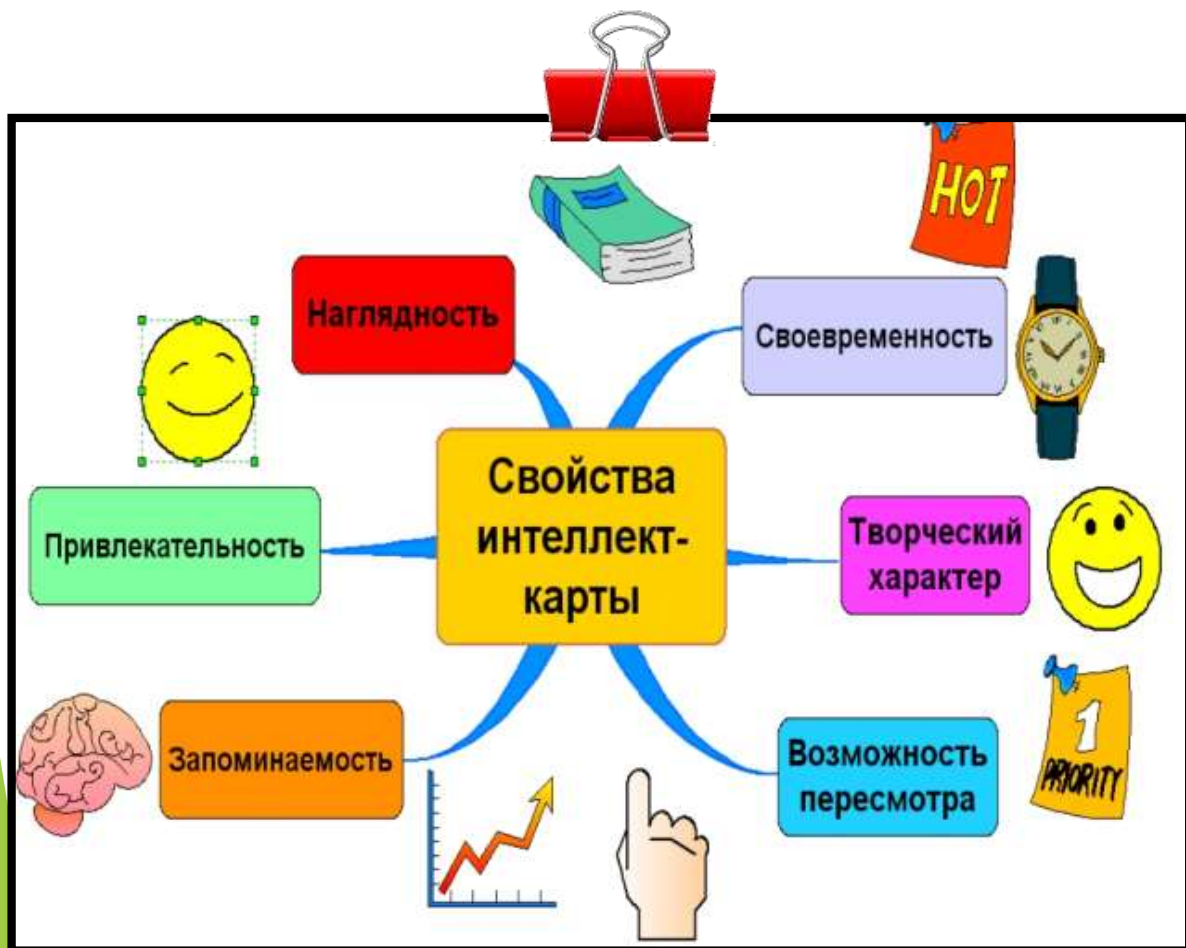 HOT
Наглядность
Своевременность
Свойства
интеллект-
карты
Привлекательность
Творческий
характер
Запоминаемость
Возможность
пересмотра
1
PRIORITY